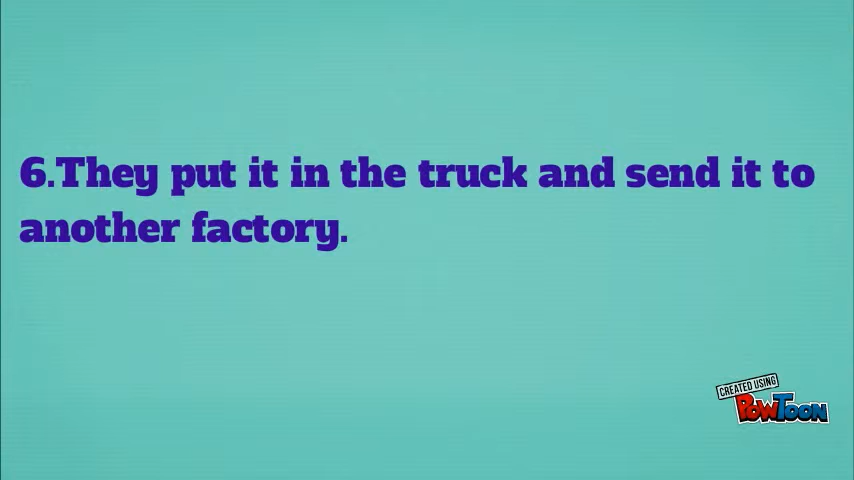 6.They put it in the truck and send it to
another factory.
CREATED USING
POWTOON